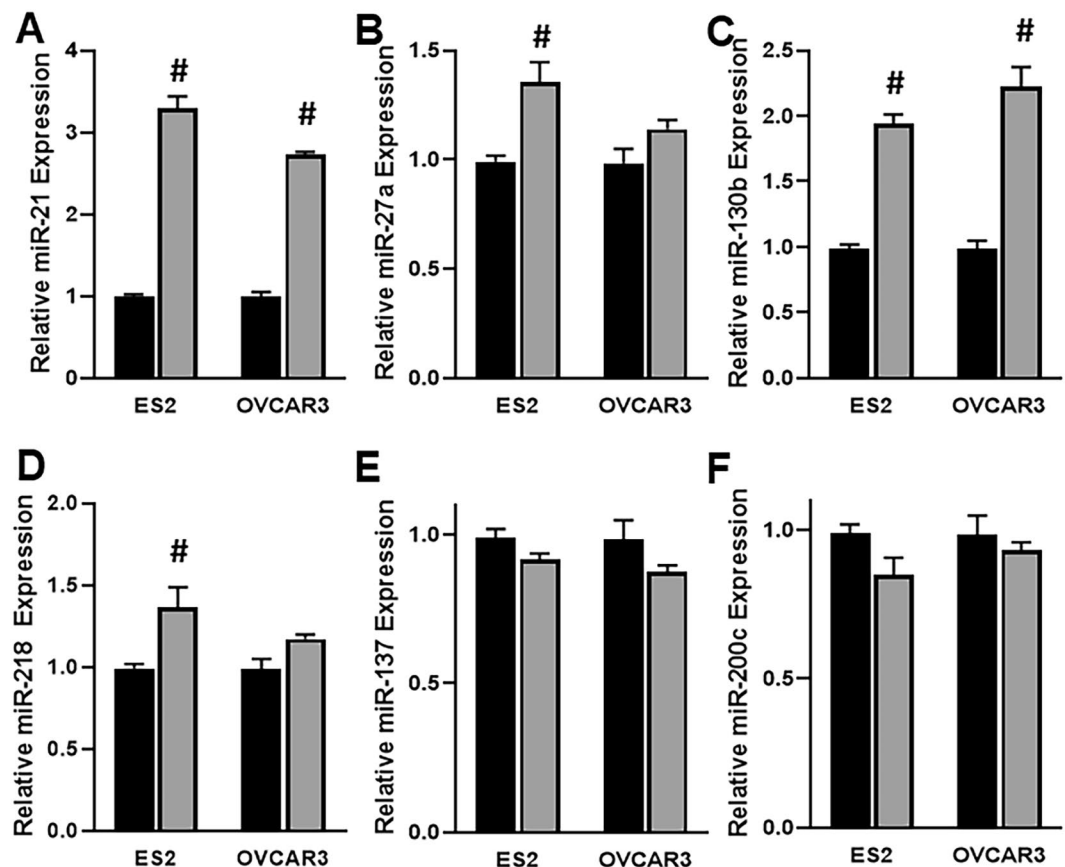 A
Relative miR-21 Expression
4
3
2
1
0
#
#
ES2
OVCAR3
B
Relative miR-27a Expression
1.5
1.0
0.5
0.0
#
ES2
OVCAR3
C
Relative miR-130b Expression
2.5
2.0
1.5
1.0
0.5
0.0
#
#
ES2
OVCAR3
D
Relative miR-218 Expression
2.0
1.5
1.0
0.5
0.0
#
ES2
OVCAR3
E
Relative miR-137 Expression
1.0
0.5
0.0
ES2
OVCAR3
F
Relative miR-200c Expression
1.0
0.5
0.0
ES2
OVCAR3